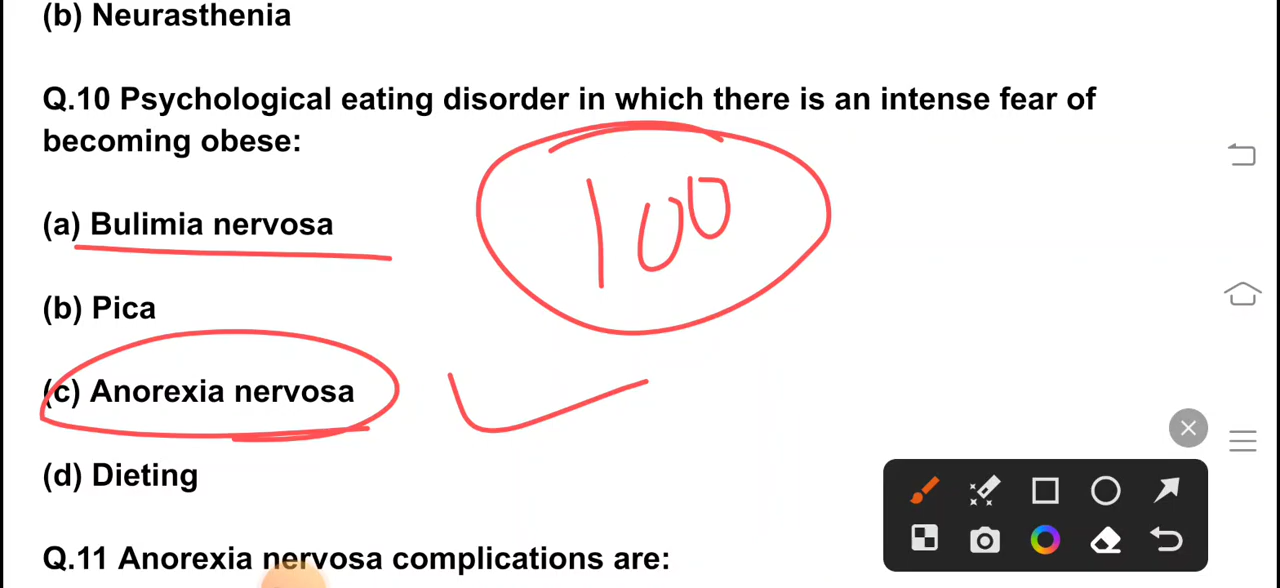 (b) Neurasthenia
Q.10 Psychological eating disorder in which there is an intense fear of
becoming obese:
100
(a) Bulimia nervosa
(b) Pica
(c) Anorexia nervosa
(d) Dieting
Q.11 Anorexia nervosa complications are: